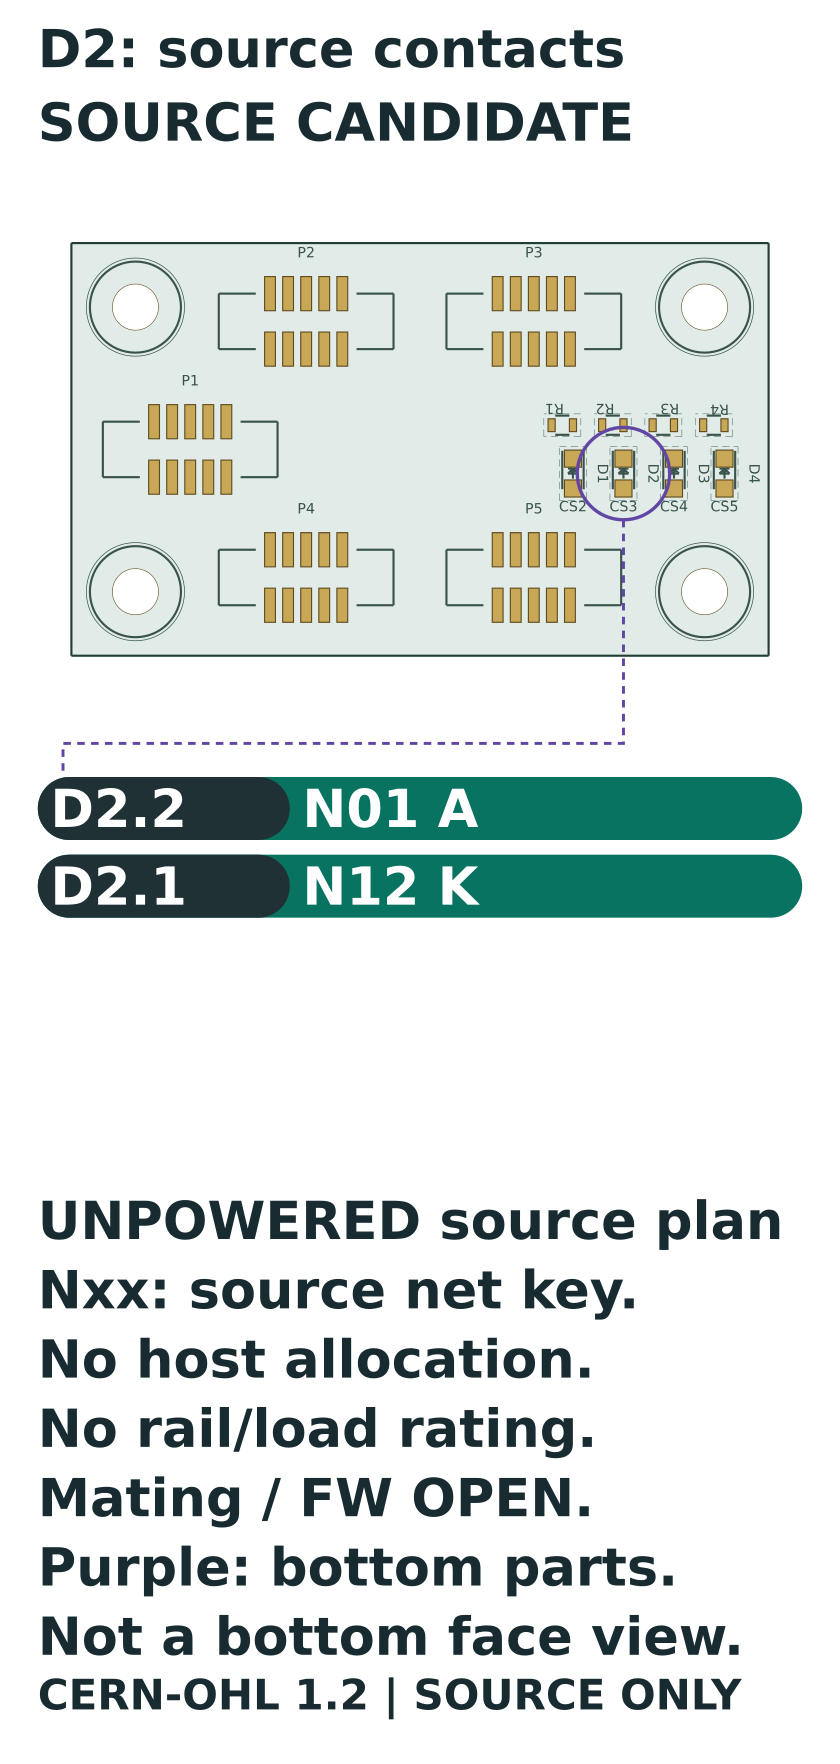 D2: source contacts
SOURCE CANDIDATE
P2 P3
P1
R1 R2 R3 R4
D1 D2 D3 D4
CS2 CS3 CS4 CS5
P4 P5
D2.2 N01 A
D2.1 N12 K
UNPOWERED source plan
Nxx: source net key.
No host allocation.
No rail/load rating.
Mating / FW OPEN.
Purple: bottom parts.
Not a bottom face view.
CERN-OHL 1.2 | SOURCE ONLY